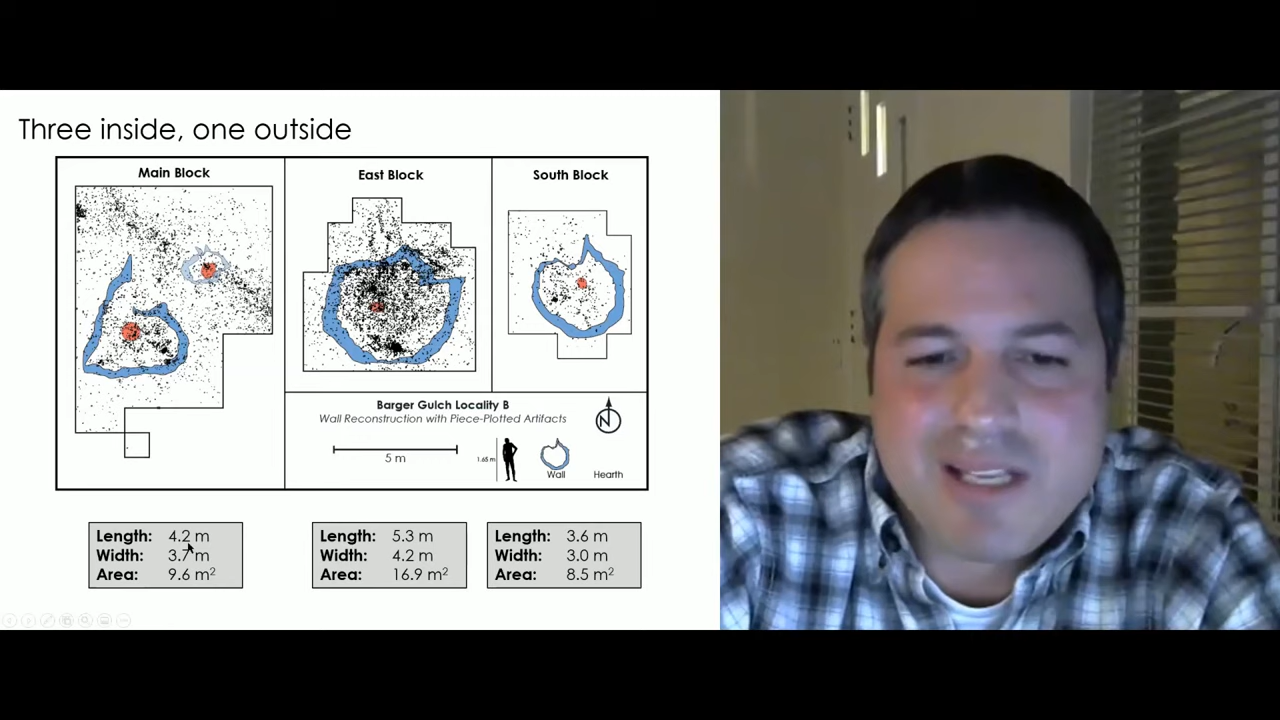 Three inside, one outside
Main Block
East Block
South Block
Barger Gulch Locality B
Wall Reconstruction with Piece-Plotted Artifacts
N
5 m
1.65 m
Wall
Hearth
Length: 4.2 m
Width: 3.7 m
Area: 9.6 m²
Length: 5.3 m
Width: 4.2 m
Area: 16.9 m²
Length: 3.6 m
Width: 3.0 m
Area: 8.5 m²